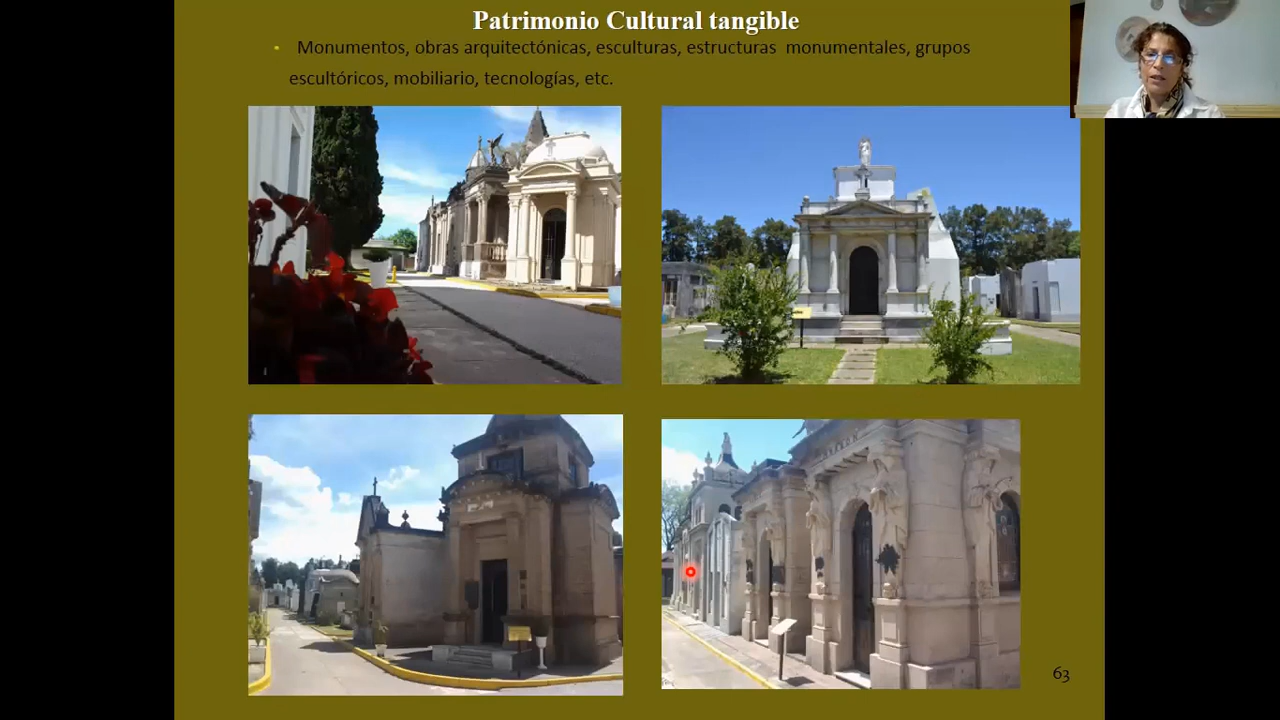 Patrimonio Cultural tangible
• Monumentos, obras arquitectónicas, esculturas, estructuras monumentales, grupos
escultóricos, mobiliario, tecnologías, etc.
63